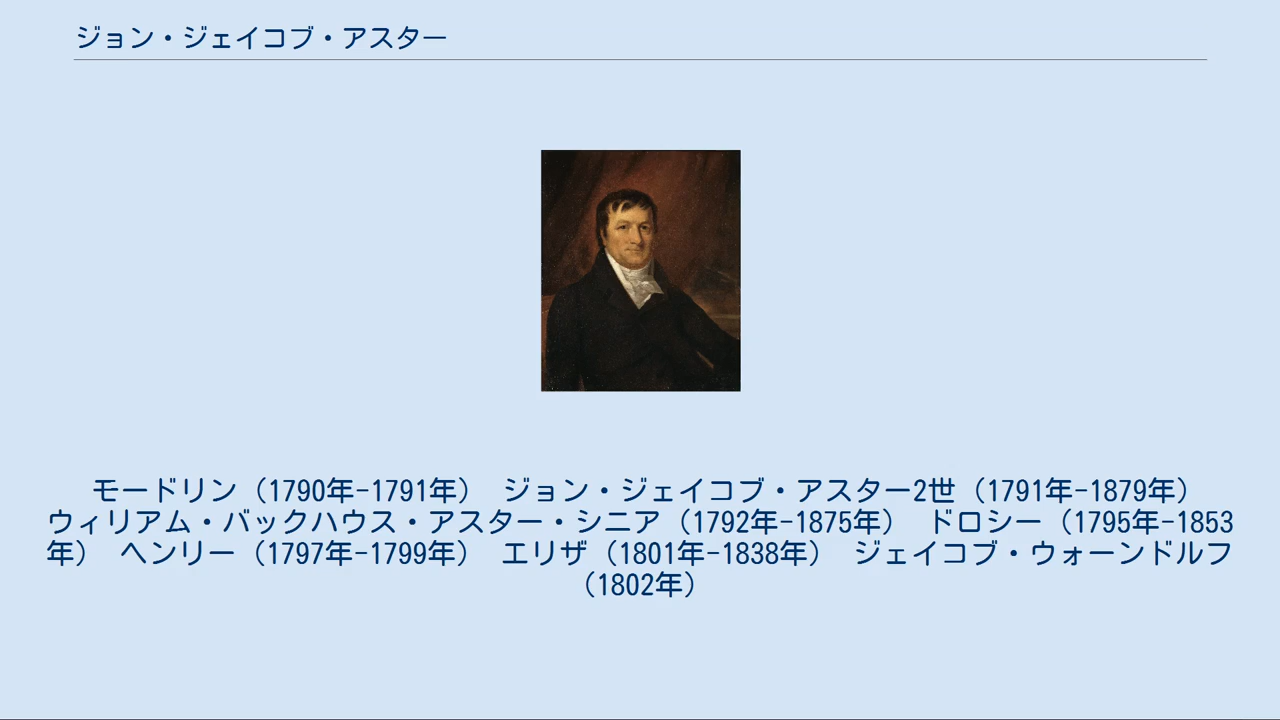 ジョン・ジェイコブ・アスター
モードリン（1790年-1791年）　ジョン・ジェイコブ・アスター2世（1791年-1879年）
ウィリアム・バックハウス・アスター・シニア（1792年-1875年）　ドロシー（1795年-1853
年）　ヘンリー（1797年-1799年）　エリザ（1801年-1838年）　ジェイコブ・ウォーンドルフ
（1802年）